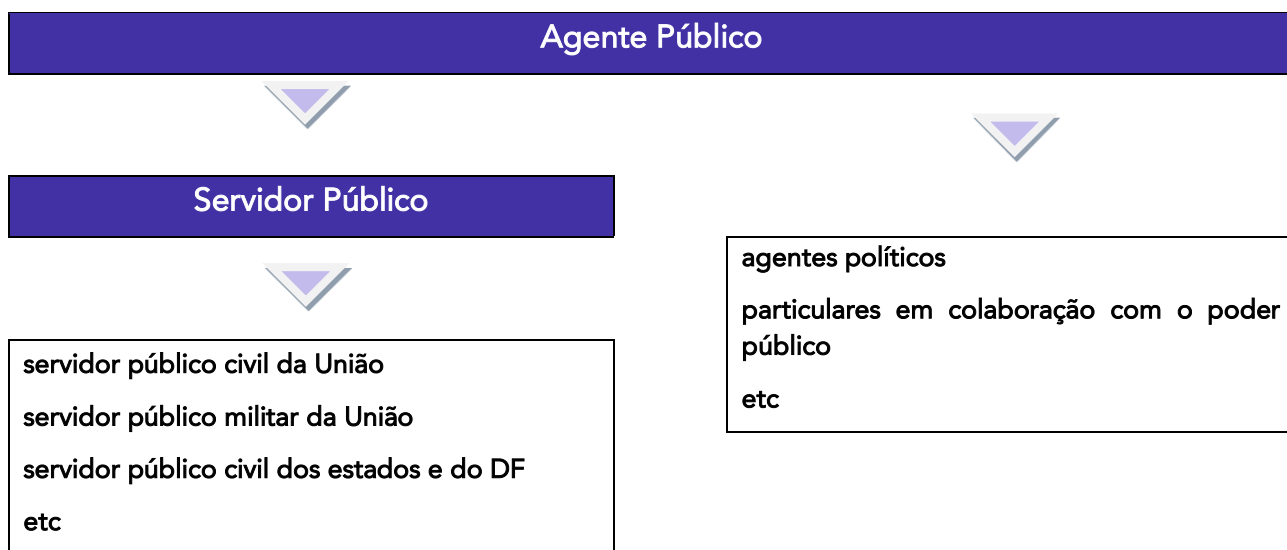 Agente Público
Servidor Público
servidor público civil da União
servidor público militar da União
servidor público civil dos estados e do DF
etc
agentes políticos
particulares em colaboração com o poder
público
etc